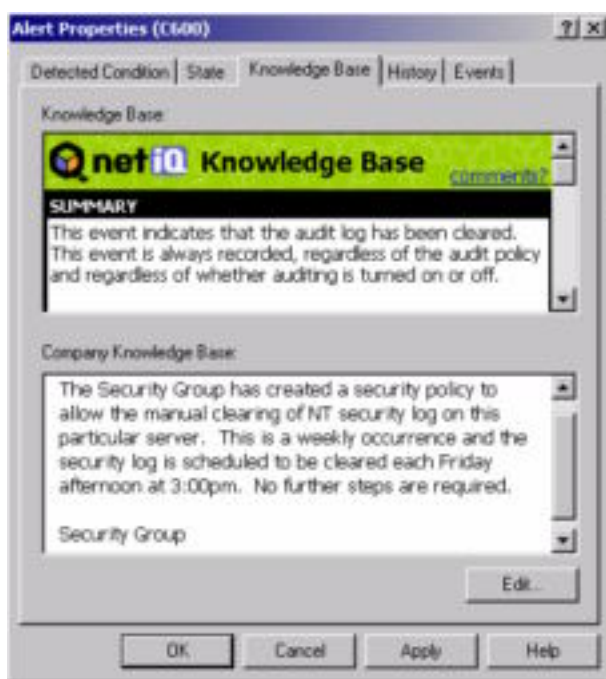 Alert Properties (C600)
Detected Condition State Knowledge Base History Events
Knowledge Base:
netiQ Knowledge Base comments?
SUMMARY
This event indicates that the audit log has been cleared.
This event is always recorded, regardless of the audit policy
and regardless of whether auditing is turned on or off.
Company Knowledge Base:
The Security Group has created a security policy to
allow the manual clearing of NT security log on this
particular server.  This is a weekly occurrence and the
security log is scheduled to be cleared each Friday
afternoon at 3:00pm.  No further steps are required.
Security Group
Edit...
OK Cancel Apply Help